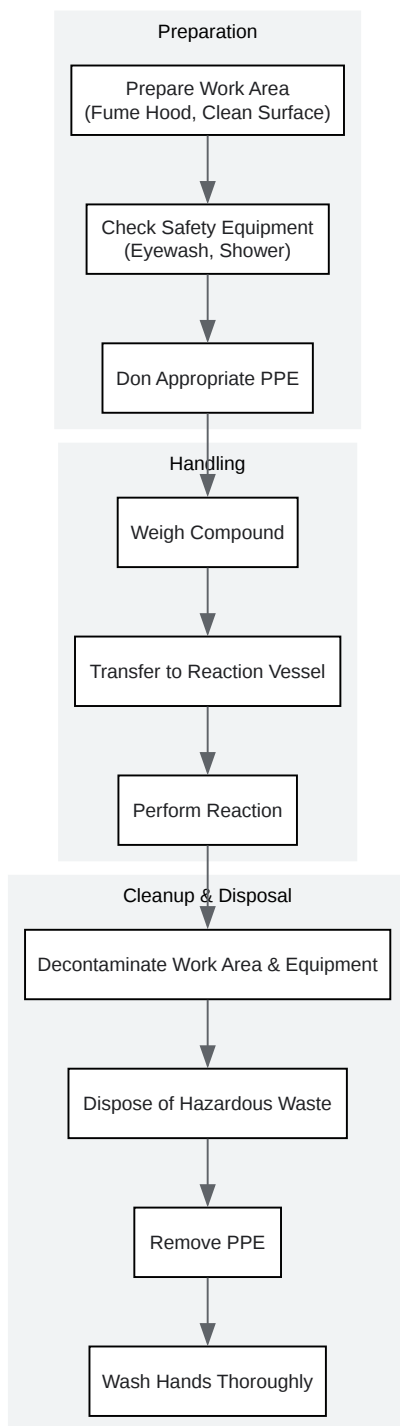 Preparation
Prepare Work Area
(Fume Hood, Clean Surface)
Check Safety Equipment
(Eyewash, Shower)
Don Appropriate PPE
Handling
Weigh Compound
Transfer to Reaction Vessel
Perform Reaction
Cleanup & Disposal
Decontaminate Work Area & Equipment
Dispose of Hazardous Waste
Remove PPE
Wash Hands Thoroughly